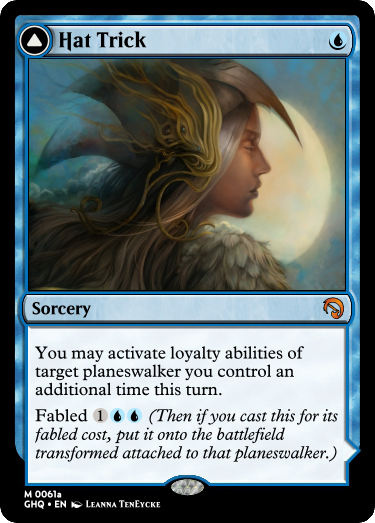 Hat Trick
Sorcery
You may activate loyalty abilities of
target planeswalker you control an
additional time this turn.
Fabled 1 (Then if you cast this for its
fabled cost, put it onto the battlefield
transformed attached to that planeswalker.)
M 0061a
GHQ • EN Leanna TenEycke